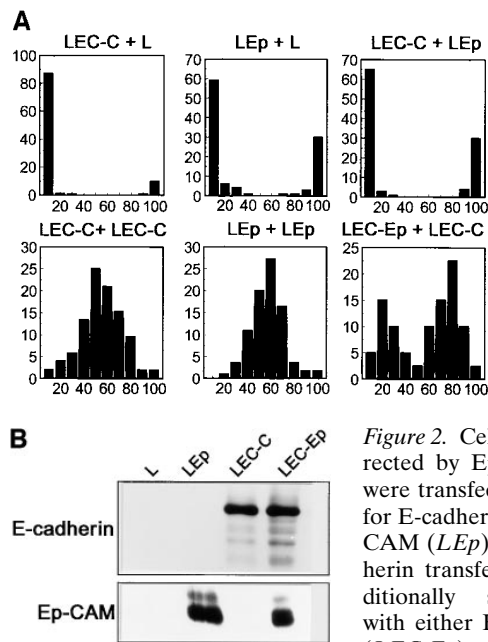 A
LEC-C + L
LEp + L
LEC-C + LEp
100
80
60
40
20
0
20 40 60 80 100
70
60
50
40
30
20
10
0
20 40 60 80 100
70
60
50
40
30
20
10
0
20 40 60 80 100
LEC-C+ LEC-C
LEp + LEp
LEC-Ep + LEC-C
30
25
20
15
10
5
0
20 40 60 80 100
30
25
20
15
10
5
0
20 40 60 80 100
25
20
15
10
5
0
20 40 60 80 100
B
L
LEp
LEC-C
LEC-Ep
E-cadherin
Ep-CAM
Figure 2. Cel
rected by E
were transfec
for E-cadher
CAM (LEp)
herin transfe
ditionally
with either